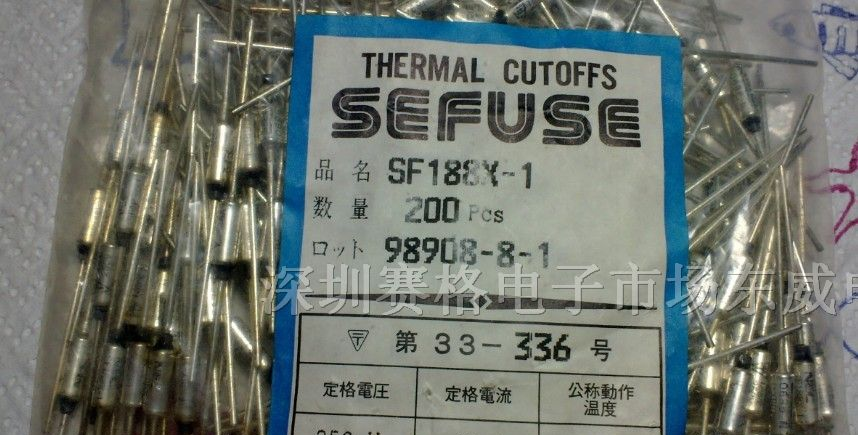 THERMAL CUTOFFS
SEFUSE
品名 SF188X-1
数量 200 Pcs
ロット 98908-8-1
深圳赛格电子市场东威电
第 33-336 号
定格電圧 定格電流 公称動作温度